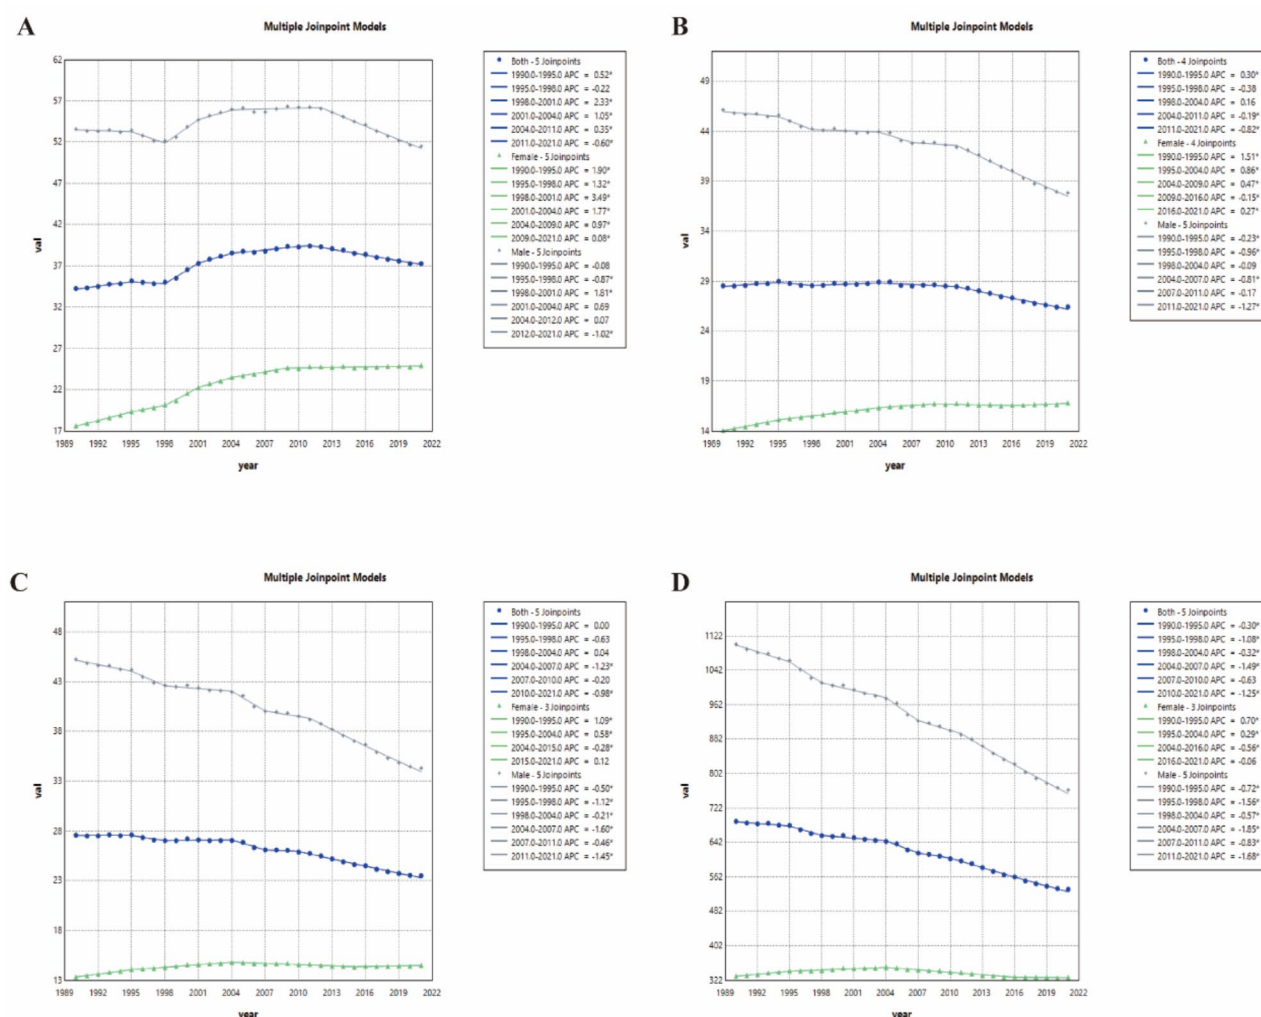 A
Multiple Joinpoint Models
62
57
52
47
42
37
32
27
22
17
val
1989 1992 1995 1998 2001 2004 2007 2010 2013 2016 2019 2022
year
Both - 5 Joinpoints
1990.0-1995.0 APC = 0.52*
1995.0-1998.0 APC = -0.22
1998.0-2001.0 APC = 2.33*
2001.0-2004.0 APC = 1.05*
2004.0-2011.0 APC = 0.35*
2011.0-2021.0 APC = -0.60*
Female - 5 Joinpoints
1990.0-1995.0 APC = 1.90*
1995.0-1998.0 APC = 1.32*
1998.0-2001.0 APC = 3.49*
2001.0-2004.0 APC = 1.77*
2004.0-2009.0 APC = 0.97*
2009.0-2021.0 APC = 0.08*
Male - 5 Joinpoints
1990.0-1995.0 APC = -0.08
1995.0-1998.0 APC = -0.87*
1998.0-2001.0 APC = 1.81*
2001.0-2004.0 APC = 0.69
2004.0-2012.0 APC = 0.07
2012.0-2021.0 APC = -1.02*
B
Multiple Joinpoint Models
49
44
39
34
29
24
19
14
val
1989 1992 1995 1998 2001 2004 2007 2010 2013 2016 2019 2022
year
Both - 4 Joinpoints
1990.0-1995.0 APC = 0.30*
1995.0-1998.0 APC = -0.38
1998.0-2004.0 APC = 0.16
2004.0-2011.0 APC = -0.19*
2011.0-2021.0 APC = -0.82*
Female - 4 Joinpoints
1990.0-1995.0 APC = 1.51*
1995.0-2004.0 APC = 0.86*
2004.0-2009.0 APC = 0.47*
2009.0-2016.0 APC = -0.15*
2016.0-2021.0 APC = 0.27*
Male - 5 Joinpoints
1990.0-1995.0 APC = -0.23*
1995.0-1998.0 APC = -0.96*
1998.0-2004.0 APC = -0.09
2004.0-2007.0 APC = -0.81*
2007.0-2011.0 APC = -0.17
2011.0-2021.0 APC = -1.27*
C
Multiple Joinpoint Models
48
43
38
33
28
23
18
13
val
1989 1992 1995 1998 2001 2004 2007 2010 2013 2016 2019 2022
year
Both - 5 Joinpoints
1990.0-1995.0 APC = 0.00
1995.0-1998.0 APC = -0.63
1998.0-2004.0 APC = 0.04
2004.0-2007.0 APC = -1.23*
2007.0-2010.0 APC = -0.20
2010.0-2021.0 APC = -0.98*
Female - 3 Joinpoints
1990.0-1995.0 APC = 1.09*
1995.0-2004.0 APC = 0.58*
2004.0-2015.0 APC = -0.28*
2015.0-2021.0 APC = 0.12
Male - 5 Joinpoints
1990.0-1995.0 APC = -0.50*
1995.0-1998.0 APC = -1.12*
1998.0-2004.0 APC = -0.21*
2004.0-2007.0 APC = -1.60*
2007.0-2011.0 APC = -0.46*
2011.0-2021.0 APC = -1.45*
D
Multiple Joinpoint Models
1122
1042
962
882
802
722
642
562
482
402
322
val
1989 1992 1995 1998 2001 2004 2007 2010 2013 2016 2019 2022
year
Both - 5 Joinpoints
1990.0-1995.0 APC = -0.30*
1995.0-1998.0 APC = -1.08*
1998.0-2004.0 APC = -0.32*
2004.0-2007.0 APC = -1.49*
2007.0-2010.0 APC = -0.63
2010.0-2021.0 APC = -1.25*
Female - 3 Joinpoints
1990.0-1995.0 APC = 0.70*
1995.0-2004.0 APC = 0.29*
2004.0-2016.0 APC = -0.56*
2016.0-2021.0 APC = -0.06
Male - 5 Joinpoints
1990.0-1995.0 APC = -0.72*
1995.0-1998.0 APC = -1.56*
1998.0-2004.0 APC = -0.57*
2004.0-2007.0 APC = -1.85*
2007.0-2011.0 APC = -0.83*
2011.0-2021.0 APC = -1.68*